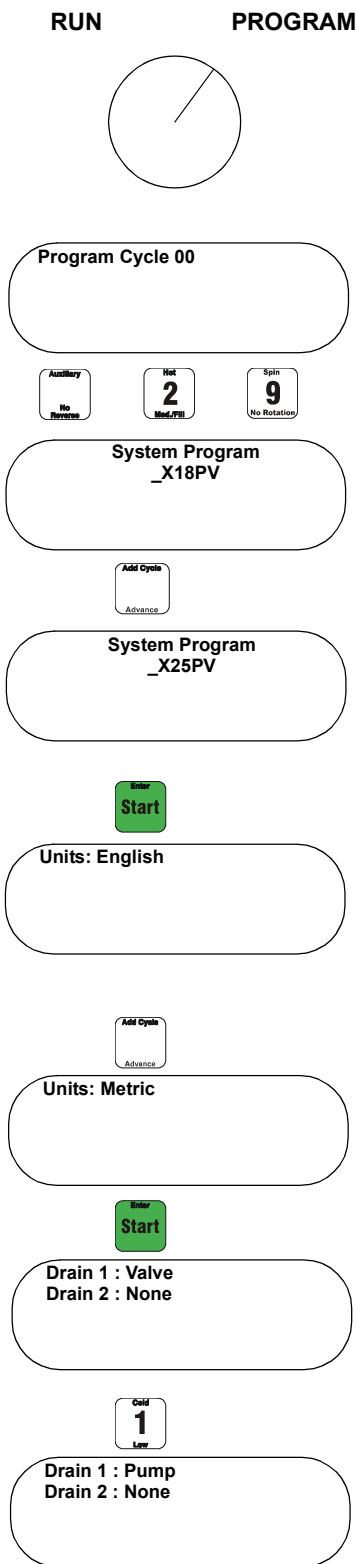 RUN PROGRAM
Program Cycle 00
Auxiliary Hot Spin
2 9
No Med./Fill No Rotation
Reverse
System Program
_X18PV
Add Cycle
Advance
System Program
_X25PV
Enter
Start
Units: English
Add Cycle
Advance
Units: Metric
Enter
Start
Drain 1 : Valve
Drain 2 : None
Cold
1
Low
Drain 1 : Pump
Drain 2 : None